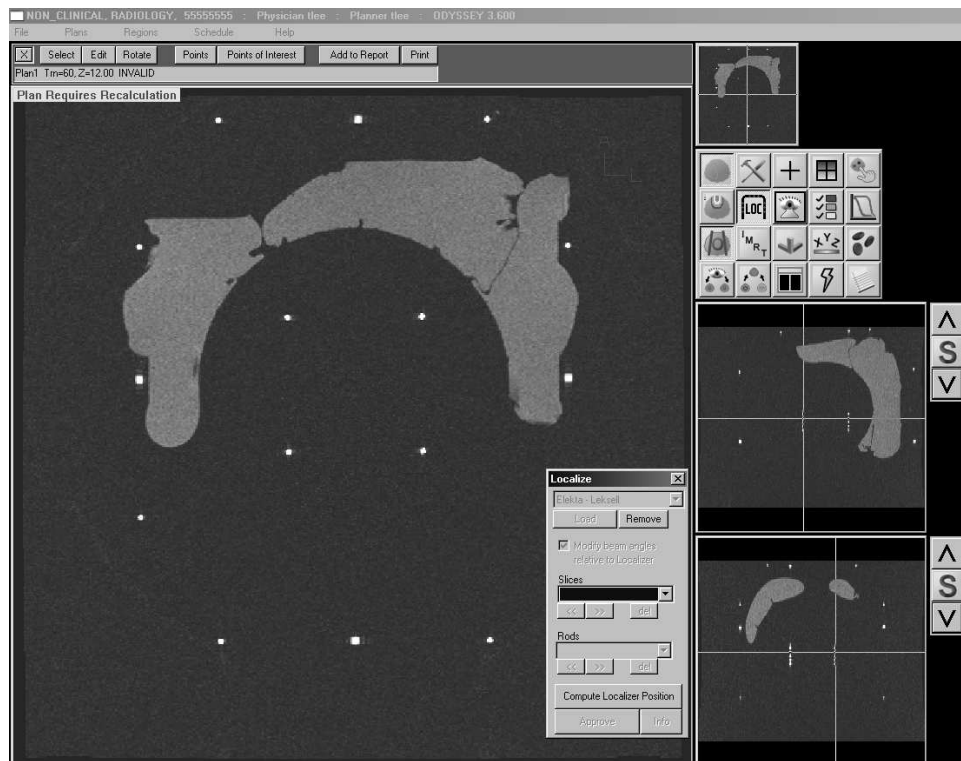 NON_CLINICAL, RADIOLOGY, 55555555 : Physician tlee : Planner tlee : ODYSSEY 3.600
File Plans Regions Schedule Help
X Select Edit Rotate Points Points of Interest Add to Report Print
Plan1 Trn=60, Z=12.00 INVALID
Plan Requires Recalculation
LOC
I M R T
X Y Z
S
Localize
Elekta - Leksell
Load Remove
Modify beam angles
relative to Localizer
Slices
<< >> del
Rods
<< >> del
Compute Localizer Position
Approve Info
S